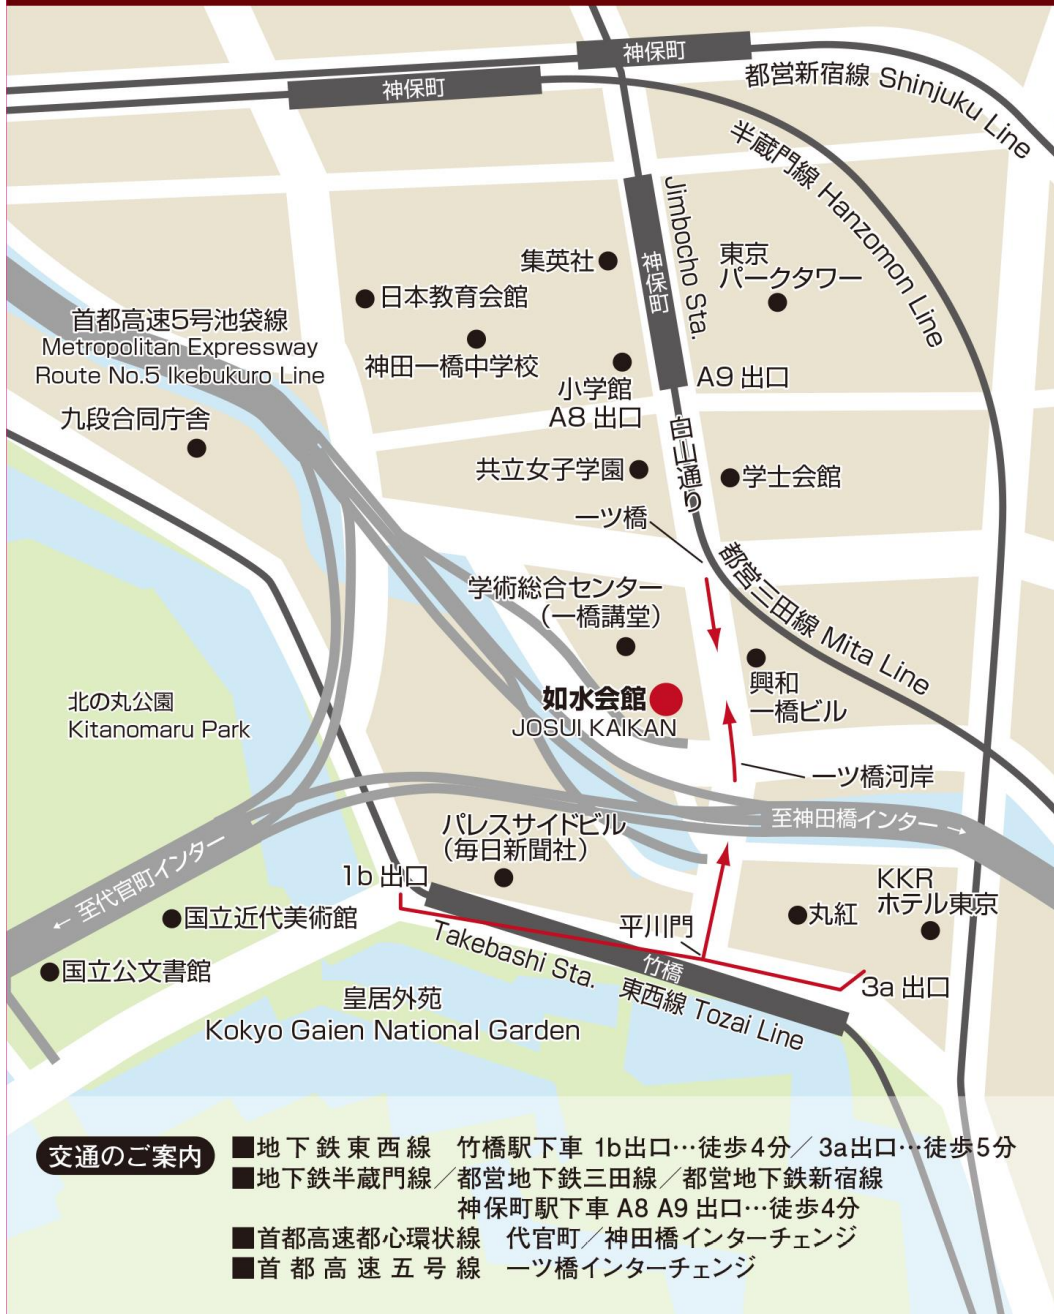 神保町
神保町
都営新宿線 Shinjuku Line
半蔵門線 Hanzomon Line
神保町
Jimbocho Sta.
集英社
東京
パークタワー
日本教育会館
首都高速5号池袋線
Metropolitan Expressway
Route No.5 Ikebukuro Line
神田一橋中学校
小学館
A8 出口
A9 出口
九段合同庁舎
白山通り
共立女子学園
学士会館
一ツ橋
都営三田線 Mita Line
学術総合センター
（一橋講堂）
如水会館
JOSUI KAIKAN
興和
一橋ビル
北の丸公園
Kitanomaru Park
一ツ橋河岸
至神田橋インター →
パレスサイドビル
（毎日新聞社）
1b 出口
← 至代官町インター
KKR
ホテル東京
丸紅
国立近代美術館
平川門
Takebashi Sta.
竹橋
東西線 Tozai Line
国立公文書館
3a 出口
皇居外苑
Kokyo Gaien National Garden
交通のご案内
■地下鉄東西線　竹橋駅下車 1b出口…徒歩4分／3a出口…徒歩5分
■地下鉄半蔵門線／都営地下鉄三田線／都営地下鉄新宿線
神保町駅下車 A8 A9 出口…徒歩4分
■首都高速都心環状線　代官町／神田橋インターチェンジ
■首都高速五号線　一ツ橋インターチェンジ